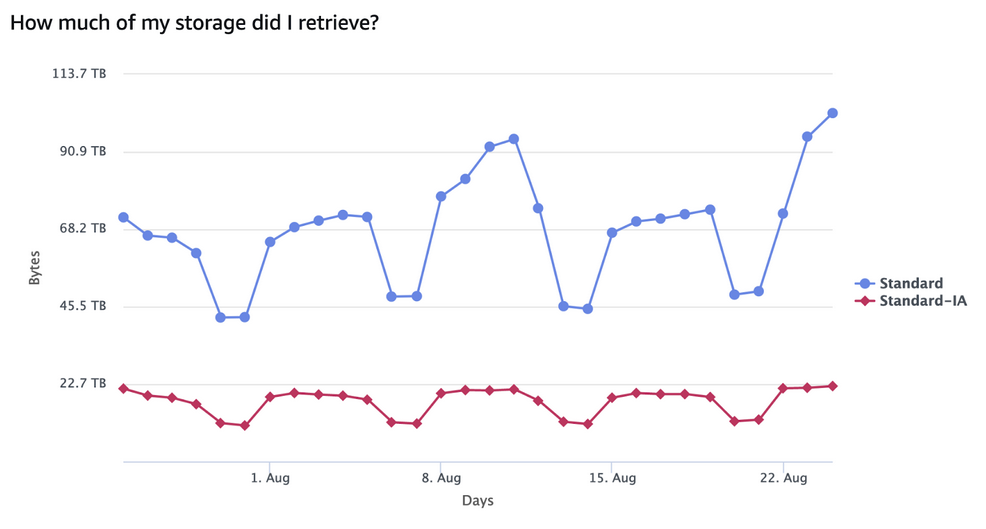 How much of my storage did I retrieve?
113.7 TB
90.9 TB
68.2 TB
45.5 TB
22.7 TB
Bytes
1. Aug
8. Aug
15. Aug
22. Aug
Days
Standard
Standard-IA